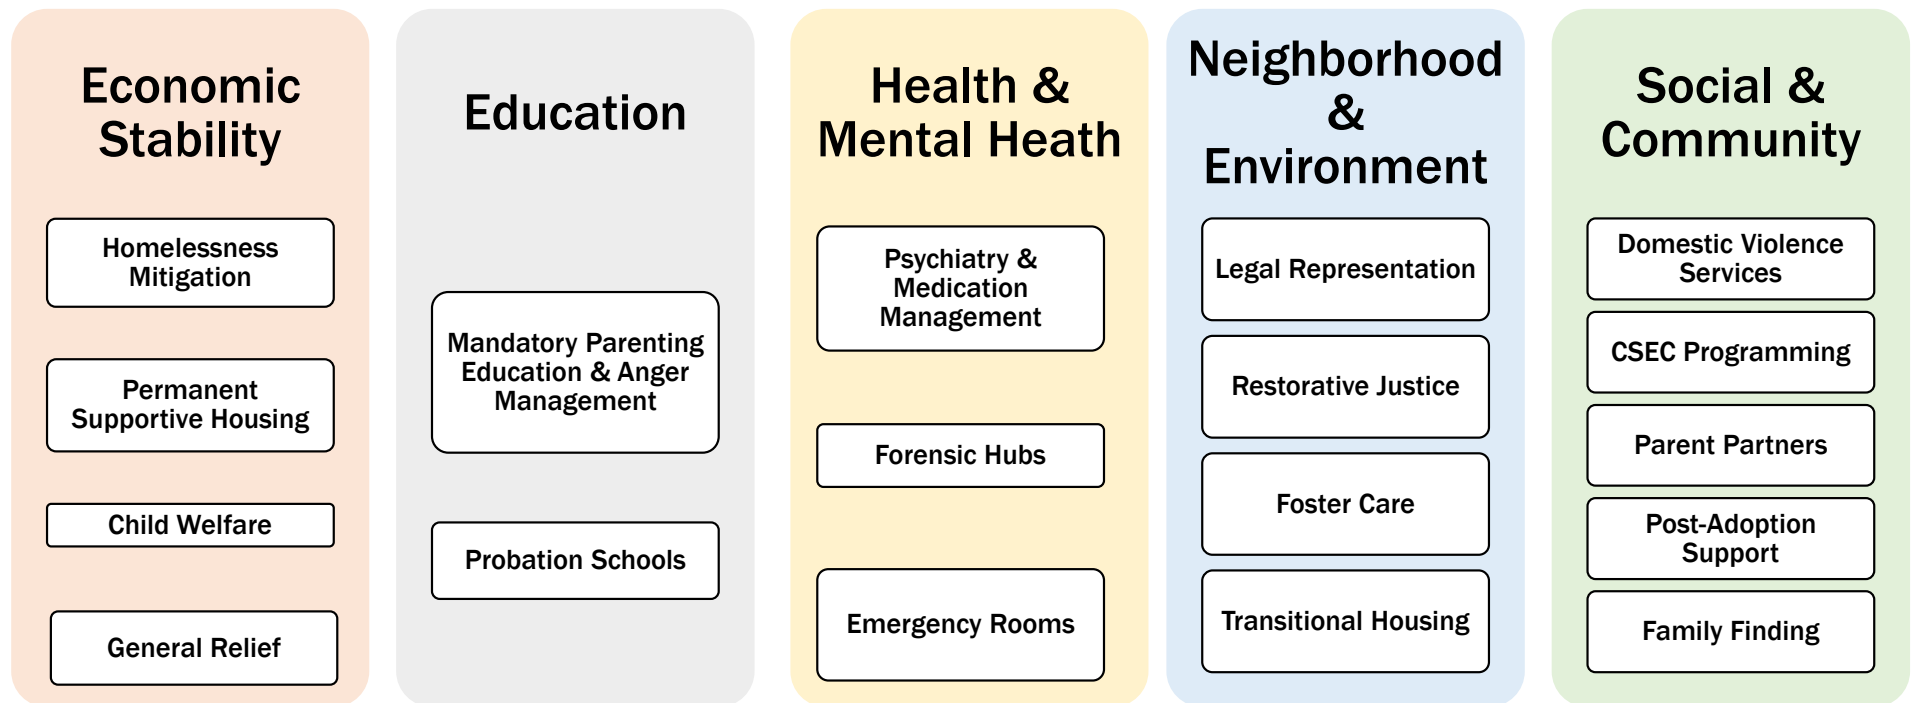 Economic
Stability
Homelessness
Mitigation
Permanent
Supportive Housing
Child Welfare
General Relief
Education
Mandatory Parenting
Education & Anger
Management
Probation Schools
Health &
Mental Heath
Psychiatry &
Medication
Management
Forensic Hubs
Emergency Rooms
Neighborhood
&
Environment
Legal Representation
Restorative Justice
Foster Care
Transitional Housing
Social &
Community
Domestic Violence
Services
CSEC Programming
Parent Partners
Post-Adoption
Support
Family Finding